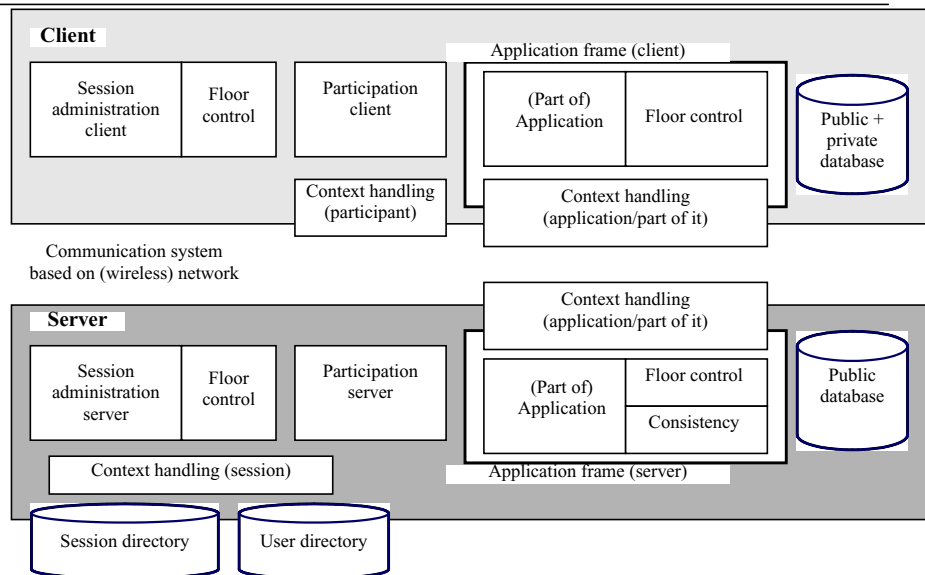 Client
Application frame (client)
Session
administration
client
Floor
control
Participation
client
(Part of)
Application
Floor control
Public +
private
database
Context handling
(participant)
Context handling
(application/part of it)
Communication system
based on (wireless) network
Context handling
(application/part of it)
Server
Session
administration
server
Floor
control
Participation
server
(Part of)
Application
Floor control
Consistency
Public
database
Context handling (session)
Application frame (server)
Session directory
User directory